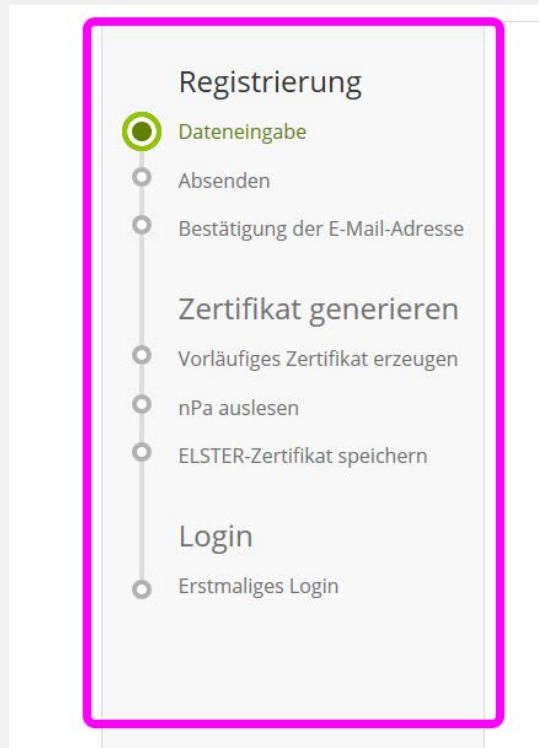 Registrierung
Dateneingabe
Absenden
Bestätigung der E-Mail-Adresse
Zertifikat generieren
Vorläufiges Zertifikat erzeugen
nPa auslesen
ELSTER-Zertifikat speichern
Login
Erstmaliges Login